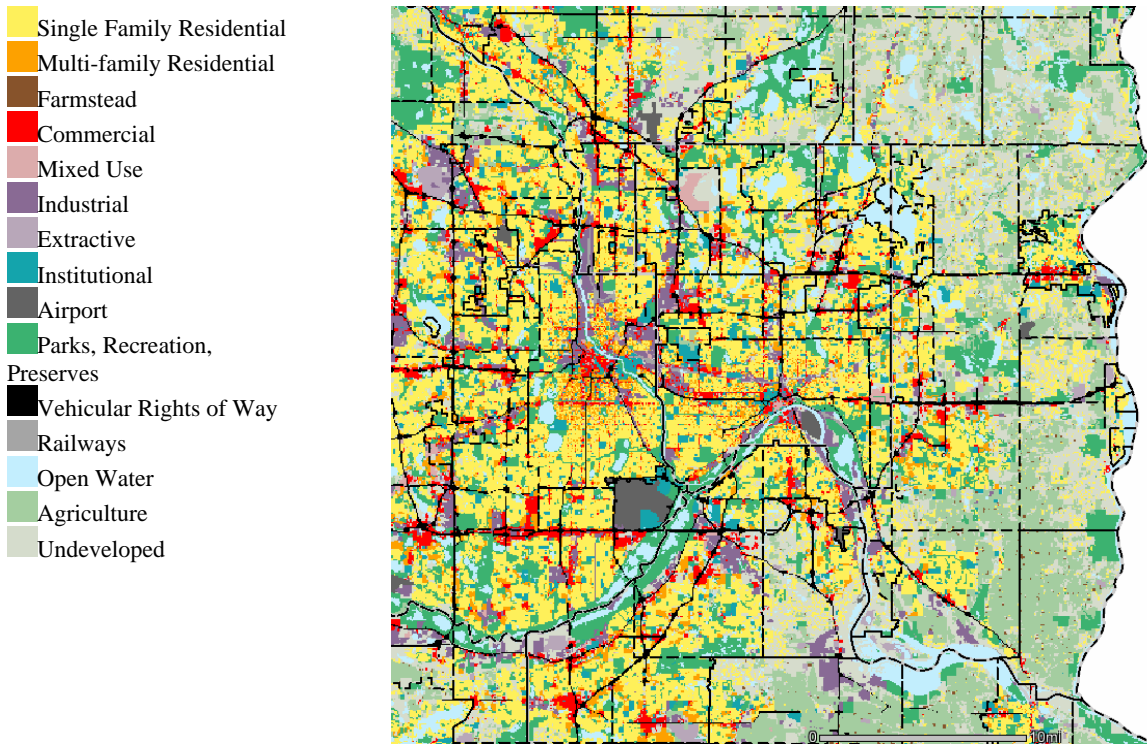 Single Family Residential
Multi-family Residential
Farmstead
Commercial
Mixed Use
Industrial
Extractive
Institutional
Airport
Parks, Recreation,
Preserves
Vehicular Rights of Way
Railways
Open Water
Agriculture
Undeveloped
0 10mi